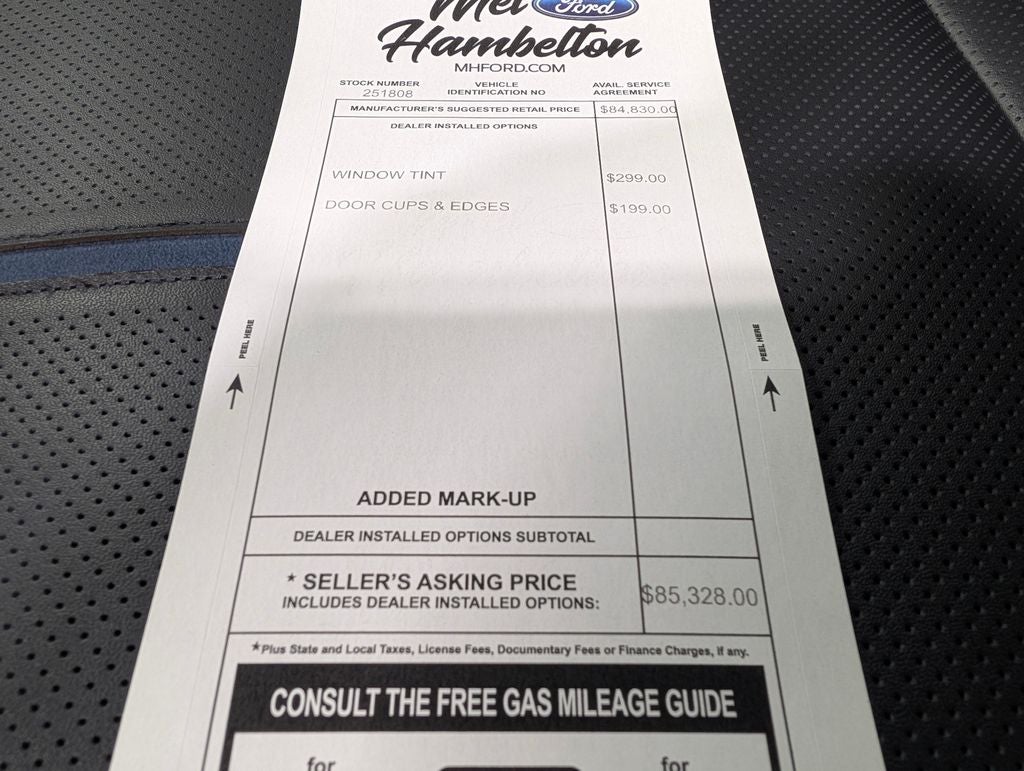 Mel Ford
Hambelton
MHFORD.COM
STOCK NUMBER
251808
VEHICLE
IDENTIFICATION NO
AVAIL. SERVICE
AGREEMENT
MANUFACTURER'S SUGGESTED RETAIL PRICE $84,830.00
DEALER INSTALLED OPTIONS
WINDOW TINT $299.00
DOOR CUPS & EDGES $199.00
PEEL HERE
PEEL HERE
ADDED MARK-UP
DEALER INSTALLED OPTIONS SUBTOTAL
* SELLER'S ASKING PRICE
INCLUDES DEALER INSTALLED OPTIONS:
$85,328.00
*Plus State and Local Taxes, License Fees, Documentary Fees or Finance Charges, if any.
CONSULT THE FREE GAS MILEAGE GUIDE
for for